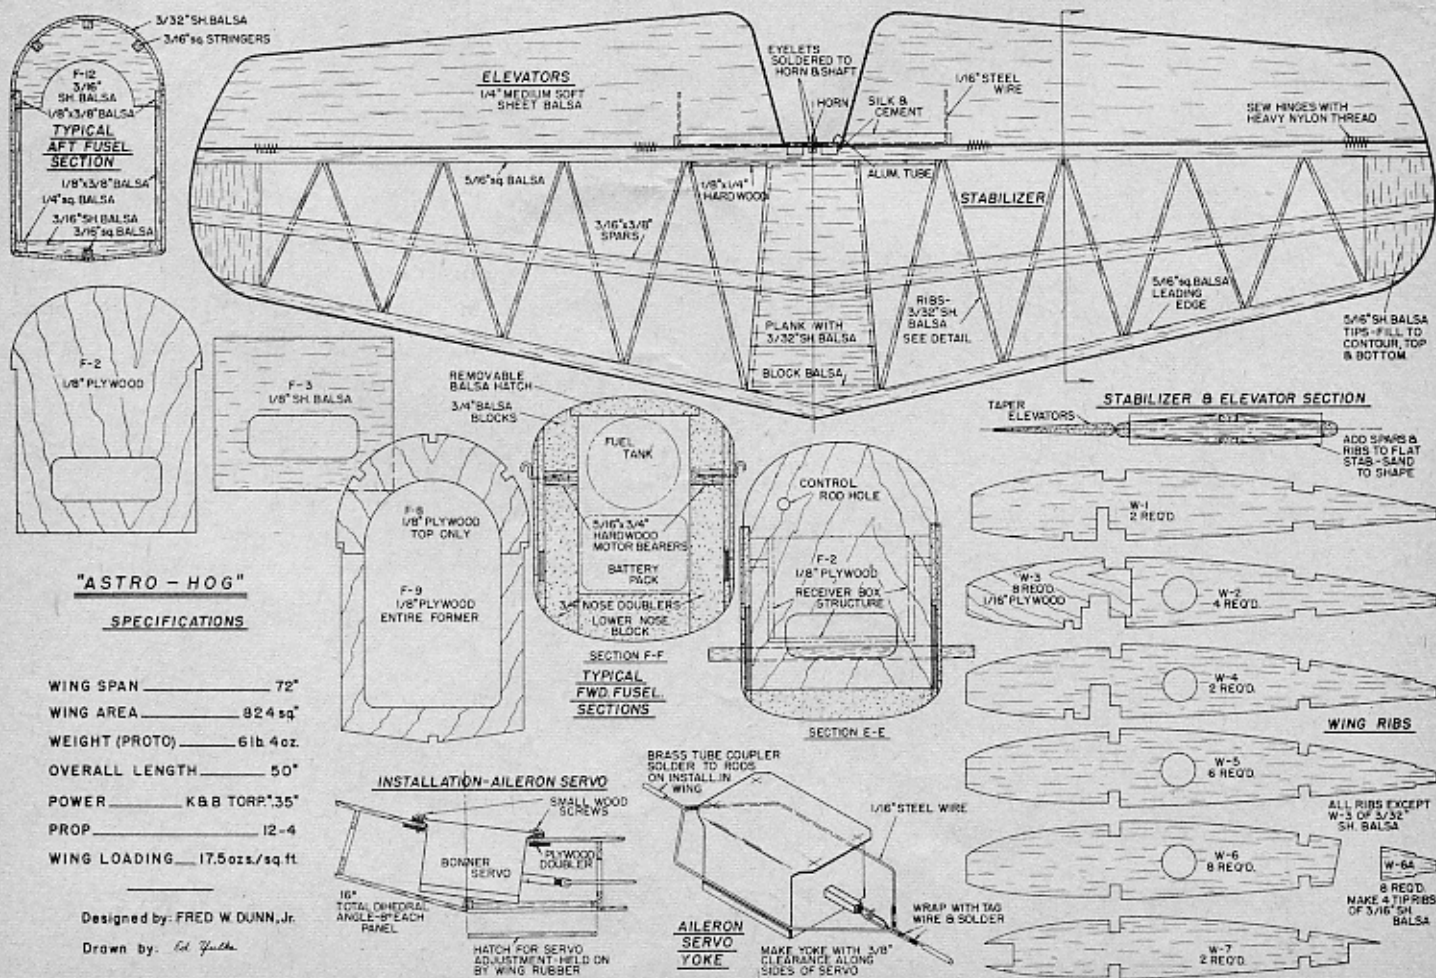 3/32" SH. BALSA
3/16" sq. STRINGERS
F-12
3/16"
SH. BALSA
1/8"x3/8" BALSA
TYPICAL
AFT FUSEL.
SECTION
1/8"x3/8" BALSA
1/4" sq. BALSA
3/16" SH. BALSA
3/16" sq. BALSA
ELEVATORS
1/4" MEDIUM SOFT
SHEET BALSA
EYELETS
SOLDERED TO
HORN & SHAFT
HORN
SILK &
CEMENT
1/16" STEEL
WIRE
SEW HINGES WITH
HEAVY NYLON THREAD
5/16" sq. BALSA
1/8"x1/4"
HARDWOOD
ALUM. TUBE
STABILIZER
3/16"x3/8"
SPARS
PLANK WITH
3/32" SH. BALSA
BLOCK BALSA
RIBS-
3/32" SH.
BALSA
SEE DETAIL
5/16" sq. BALSA
LEADING
EDGE
5/16" SH. BALSA
TIPS-FILL TO
CONTOUR, TOP
& BOTTOM
F-2
1/8" PLYWOOD
F-3
1/8" SH. BALSA
REMOVABLE
BALSA HATCH
3/4" BALSA
BLOCKS
FUEL
TANK
5/16"x3/4"
HARDWOOD
MOTOR BEARERS
BATTERY
PACK
3/4" NOSE DOUBLERS
LOWER NOSE
BLOCK
SECTION F-F
TYPICAL
FWD. FUSEL.
SECTIONS
F-6
1/8" PLYWOOD
TOP ONLY
F-9
1/8" PLYWOOD
ENTIRE FORMER
CONTROL
ROD HOLE
F-2
1/8" PLYWOOD
RECEIVER BOX
STRUCTURE
SECTION E-E
STABILIZER & ELEVATOR SECTION
TAPER
ELEVATORS
ADD SPARS &
RIBS TO FLAT
STAB-SAND
TO SHAPE
W-1
2 REQ'D.
W-3
8 REQ'D.
1/16" PLYWOOD
W-2
4 REQ'D.
W-4
2 REQ'D.
WING RIBS
W-5
6 REQ'D.
ALL RIBS EXCEPT
W-3 OF 3/32"
SH. BALSA
W-6
8 REQ'D.
W-6A
8 REQ'D.
MAKE 4 TIP RIBS
OF 3/16" SH.
BALSA
W-7
2 REQ'D.
"ASTRO-HOG"
SPECIFICATIONS
WING SPAN 72"
WING AREA 824 sq"
WEIGHT (PROTO) 6 lb. 4 oz.
OVERALL LENGTH 50"
POWER K & B TORP. ".35"
PROP 12-4
WING LOADING 17.5 ozs./sq. ft.
Designed by: FRED W. DUNN, Jr.
Drawn by: Ed
INSTALLATION-AILERON SERVO
SMALL WOOD
SCREWS
BONNER
SERVO
PLYWOOD
DOUBLER
16°
TOTAL DIHEDRAL
ANGLE-8° EACH
PANEL
HATCH FOR SERVO
ADJUSTMENT-HELD ON
BY WING RUBBER
BRASS TUBE COUPLER
SOLDER TO RODS
ON INSTALL. IN
WING
1/16" STEEL WIRE
WRAP WITH TAG
WIRE & SOLDER
AILERON
SERVO
YOKE
MAKE YOKE WITH 3/8"
CLEARANCE ALONG
SIDES OF SERVO